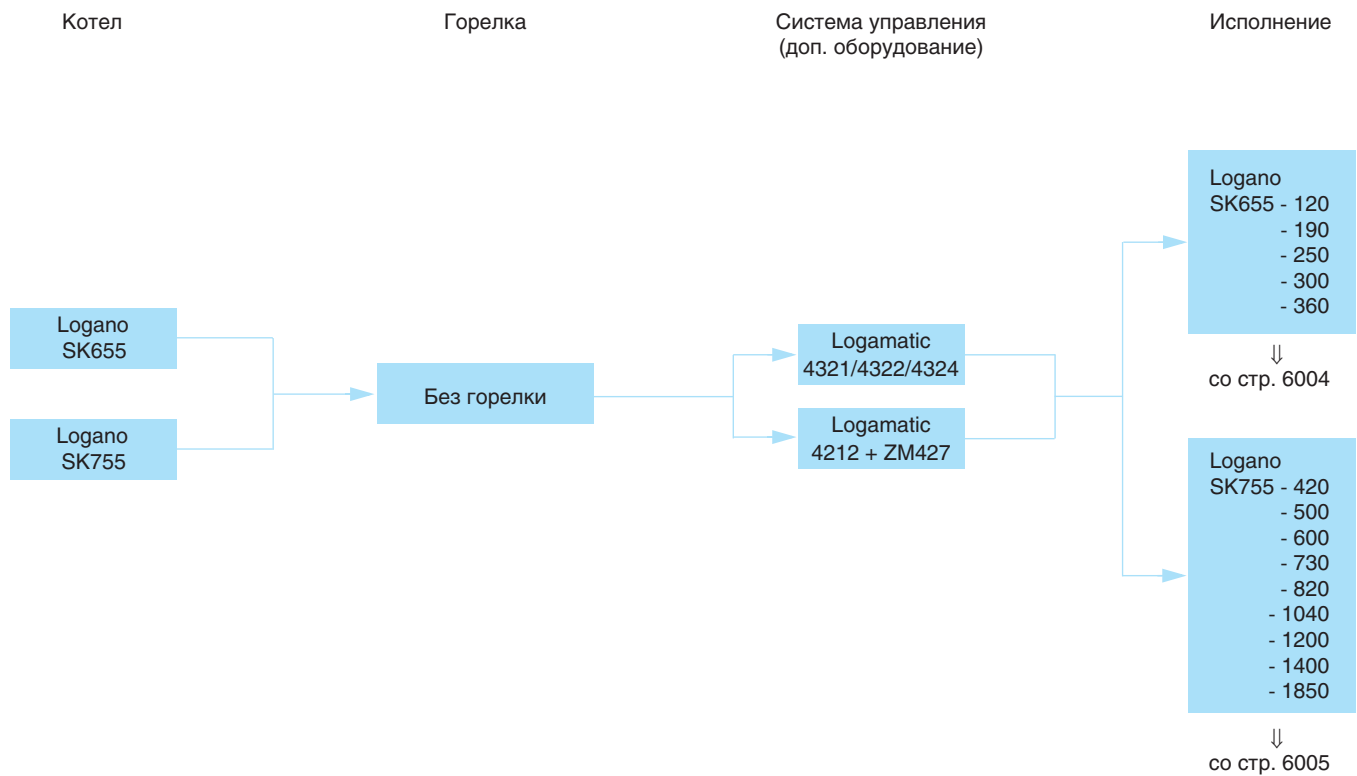 Котел
Горелка
Система управления
(доп. оборудование)
Исполнение
Logano
SK655
Logano
SK755
Без горелки
Logamatic
4321/4322/4324
Logamatic
4212 + ZM427
Logano
SK655 - 120
- 190
- 250
- 300
- 360
⇓
со стр. 6004
Logano
SK755 - 420
- 500
- 600
- 730
- 820
- 1040
- 1200
- 1400
- 1850
⇓
со стр. 6005